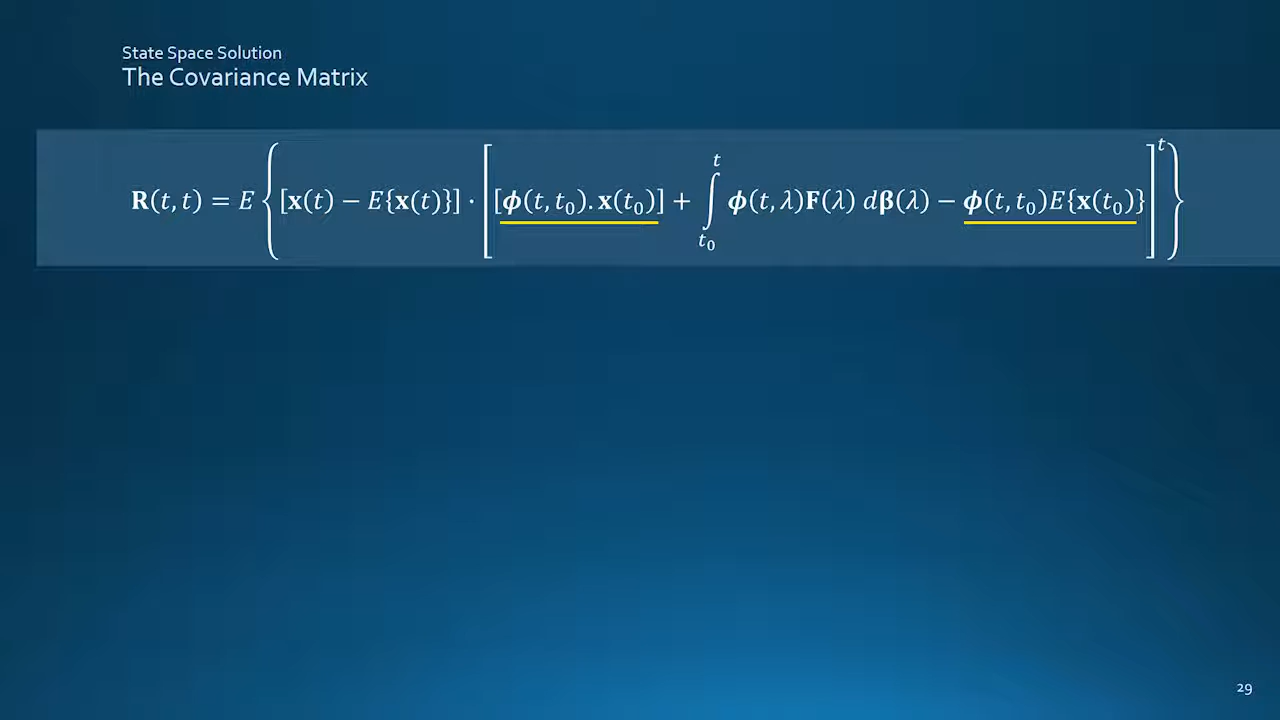 State Space Solution
The Covariance Matrix
𝐑(𝑡, 𝑡) = 𝐸 { [𝐱(𝑡) − 𝐸{𝐱(𝑡)}] · [ [𝝓(𝑡, 𝑡₀). 𝐱(𝑡₀)] + ∫_{𝑡₀}^{𝑡} 𝝓(𝑡, 𝜆)𝐅(𝜆) 𝑑𝛃(𝜆) − 𝝓(𝑡, 𝑡₀)𝐸{𝐱(𝑡₀)} ]^𝑡 }
29